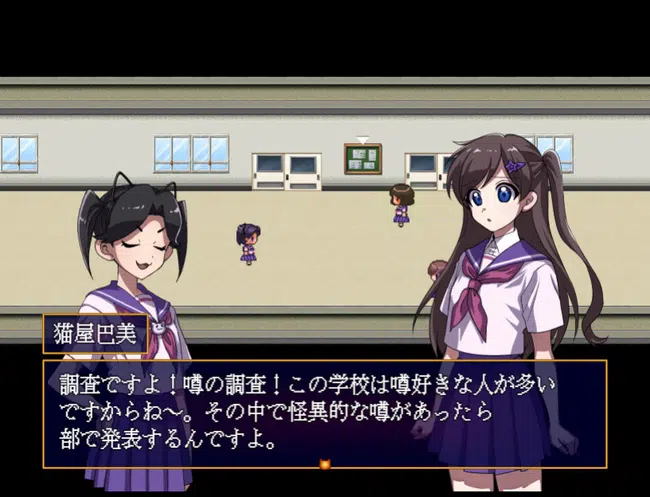 猫屋巴美
調査ですよ！噂の調査！この学校は噂好きな人が多い
ですからね～。その中で怪異的な噂があったら
部で発表するんですよ。